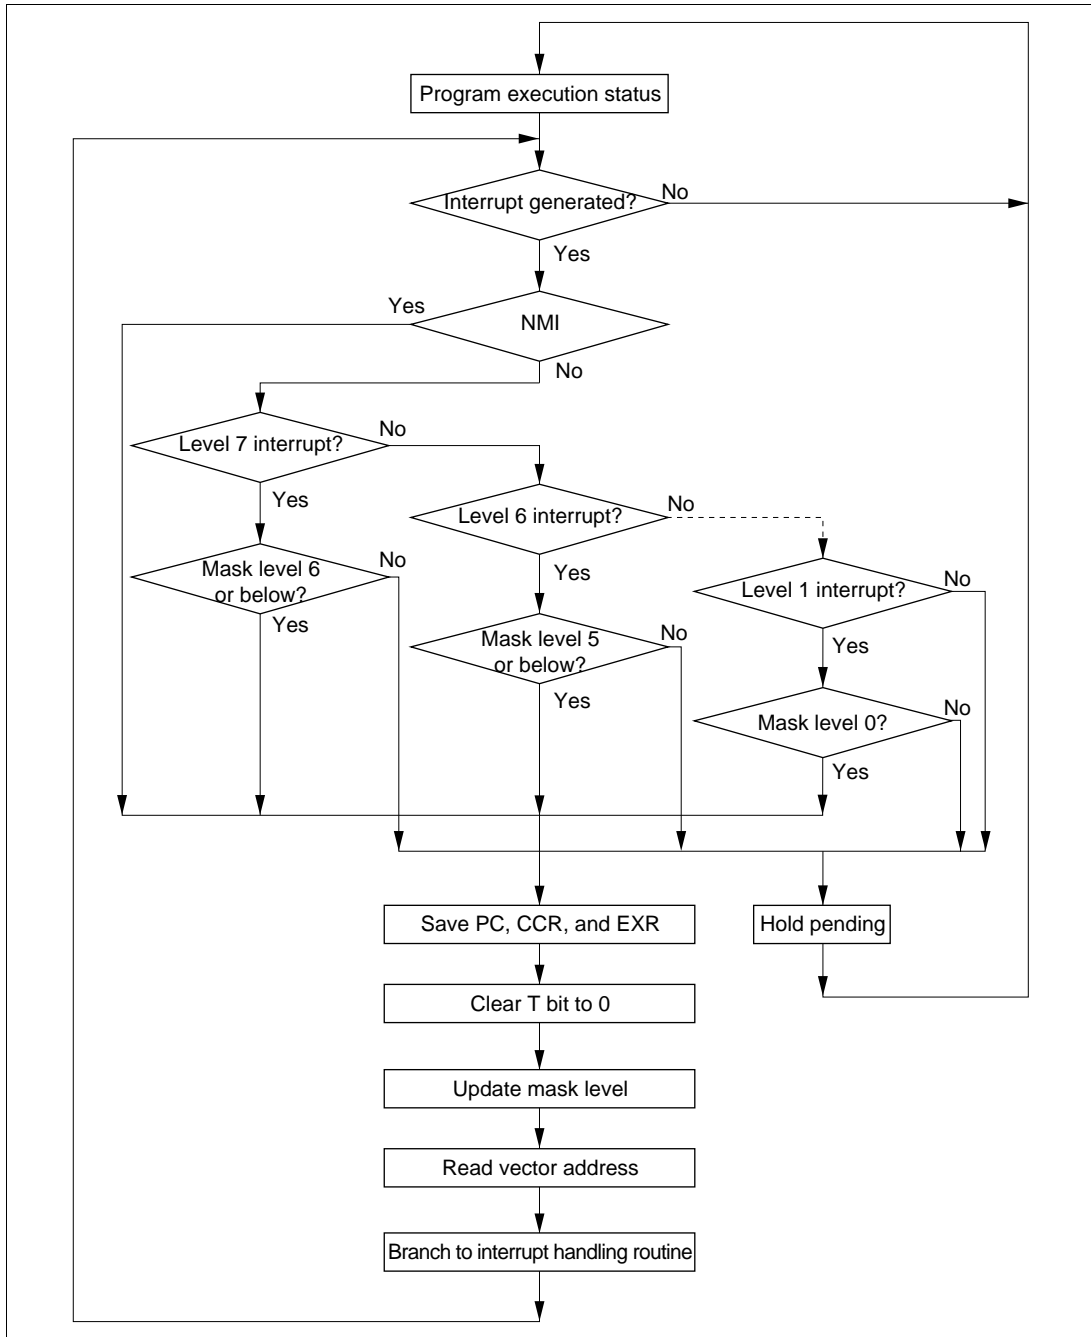 Program execution status
Interrupt generated?
No
Yes
Yes
NMI
No
Level 7 interrupt?
No
Yes
Level 6 interrupt?
No
Mask level 6
or below?
No
Yes
Yes
Level 1 interrupt?
No
Mask level 5
or below?
No
Yes
Yes
Mask level 0?
No
Yes
Save PC, CCR, and EXR
Hold pending
Clear T bit to 0
Update mask level
Read vector address
Branch to interrupt handling routine